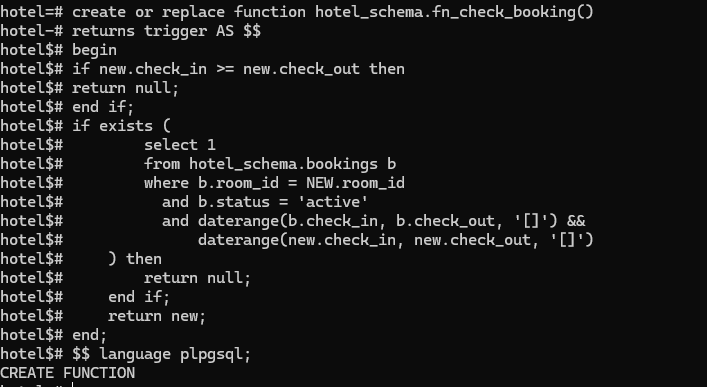 hotel=# create or replace function hotel_schema.fn_check_booking()
hotel-# returns trigger AS $$
hotel$# begin
hotel$# if new.check_in >= new.check_out then
hotel$# return null;
hotel$# end if;
hotel$# if exists (
hotel$#         select 1
hotel$#         from hotel_schema.bookings b
hotel$#         where b.room_id = NEW.room_id
hotel$#           and b.status = 'active'
hotel$#           and daterange(b.check_in, b.check_out, '[]') &&
hotel$#               daterange(new.check_in, new.check_out, '[]')
hotel$#     ) then
hotel$#         return null;
hotel$#     end if;
hotel$#     return new;
hotel$# end;
hotel$# $$ language plpgsql;
CREATE FUNCTION